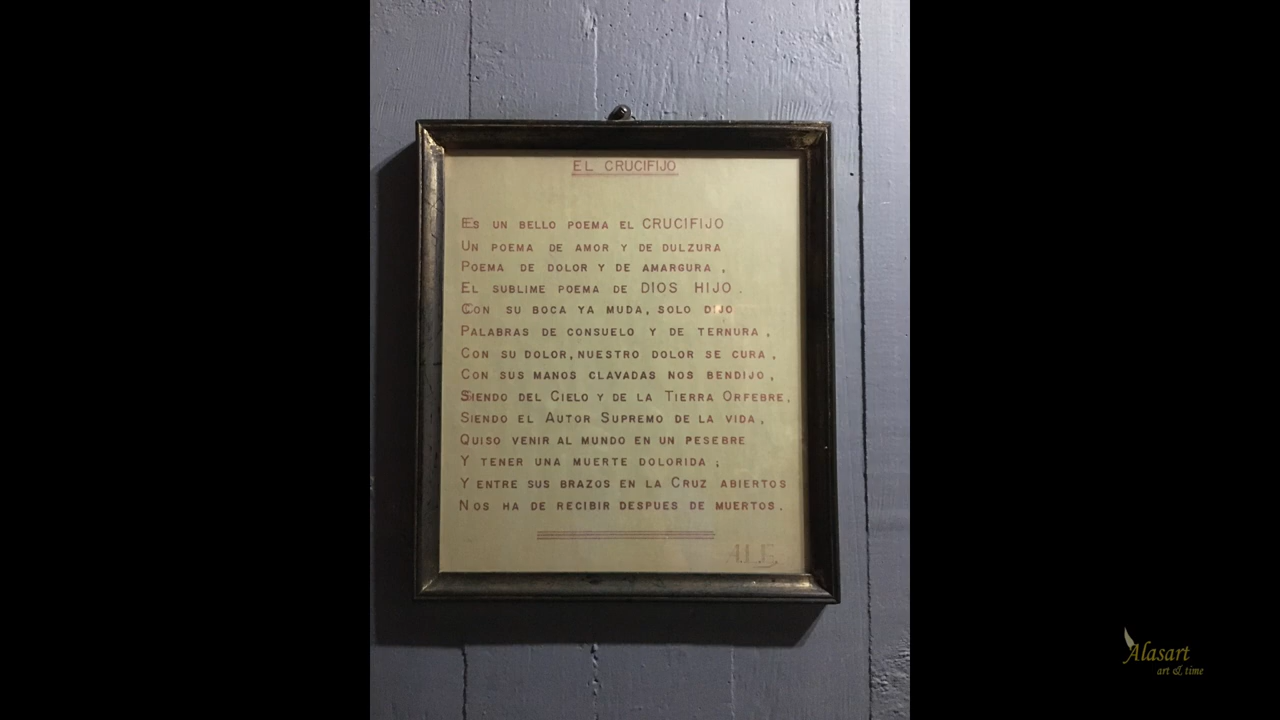 EL CRUCIFIJO
ES UN BELLO POEMA EL CRUCIFIJO
UN POEMA DE AMOR Y DE DULZURA
POEMA DE DOLOR Y DE AMARGURA,
EL SUBLIME POEMA DE DIOS HIJO.
CON SU BOCA YA MUDA, SOLO DIJO
PALABRAS DE CONSUELO Y DE TERNURA,
CON SU DOLOR, NUESTRO DOLOR SE CURA,
CON SUS MANOS CLAVADAS NOS BENDIJO,
SIENDO DEL CIELO Y DE LA TIERRA ORFEBRE,
SIENDO EL AUTOR SUPREMO DE LA VIDA,
QUISO VENIR AL MUNDO EN UN PESEBRE
Y TENER UNA MUERTE DOLORIDA;
Y ENTRE SUS BRAZOS EN LA CRUZ ABIERTOS
NOS HA DE RECIBIR DESPUES DE MUERTOS.
Alasart
art & time